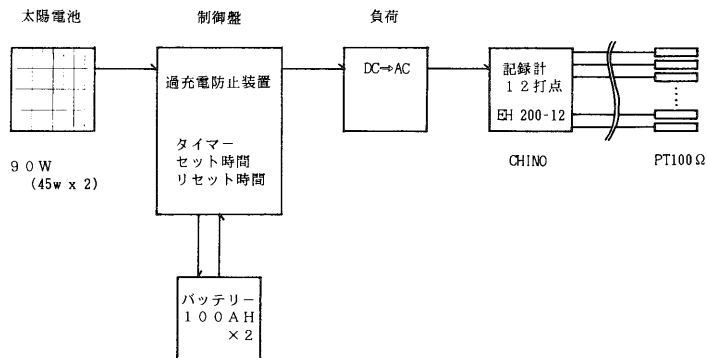 太陽電池
制御盤
負荷
過充電防止装置
タイマー
セット時間
リセット時間
DC⇒AC
記録計
12打点
EH 200-12
90W
(45w x 2)
CHINO
PT100Ω
バッテリー
100AH
×2